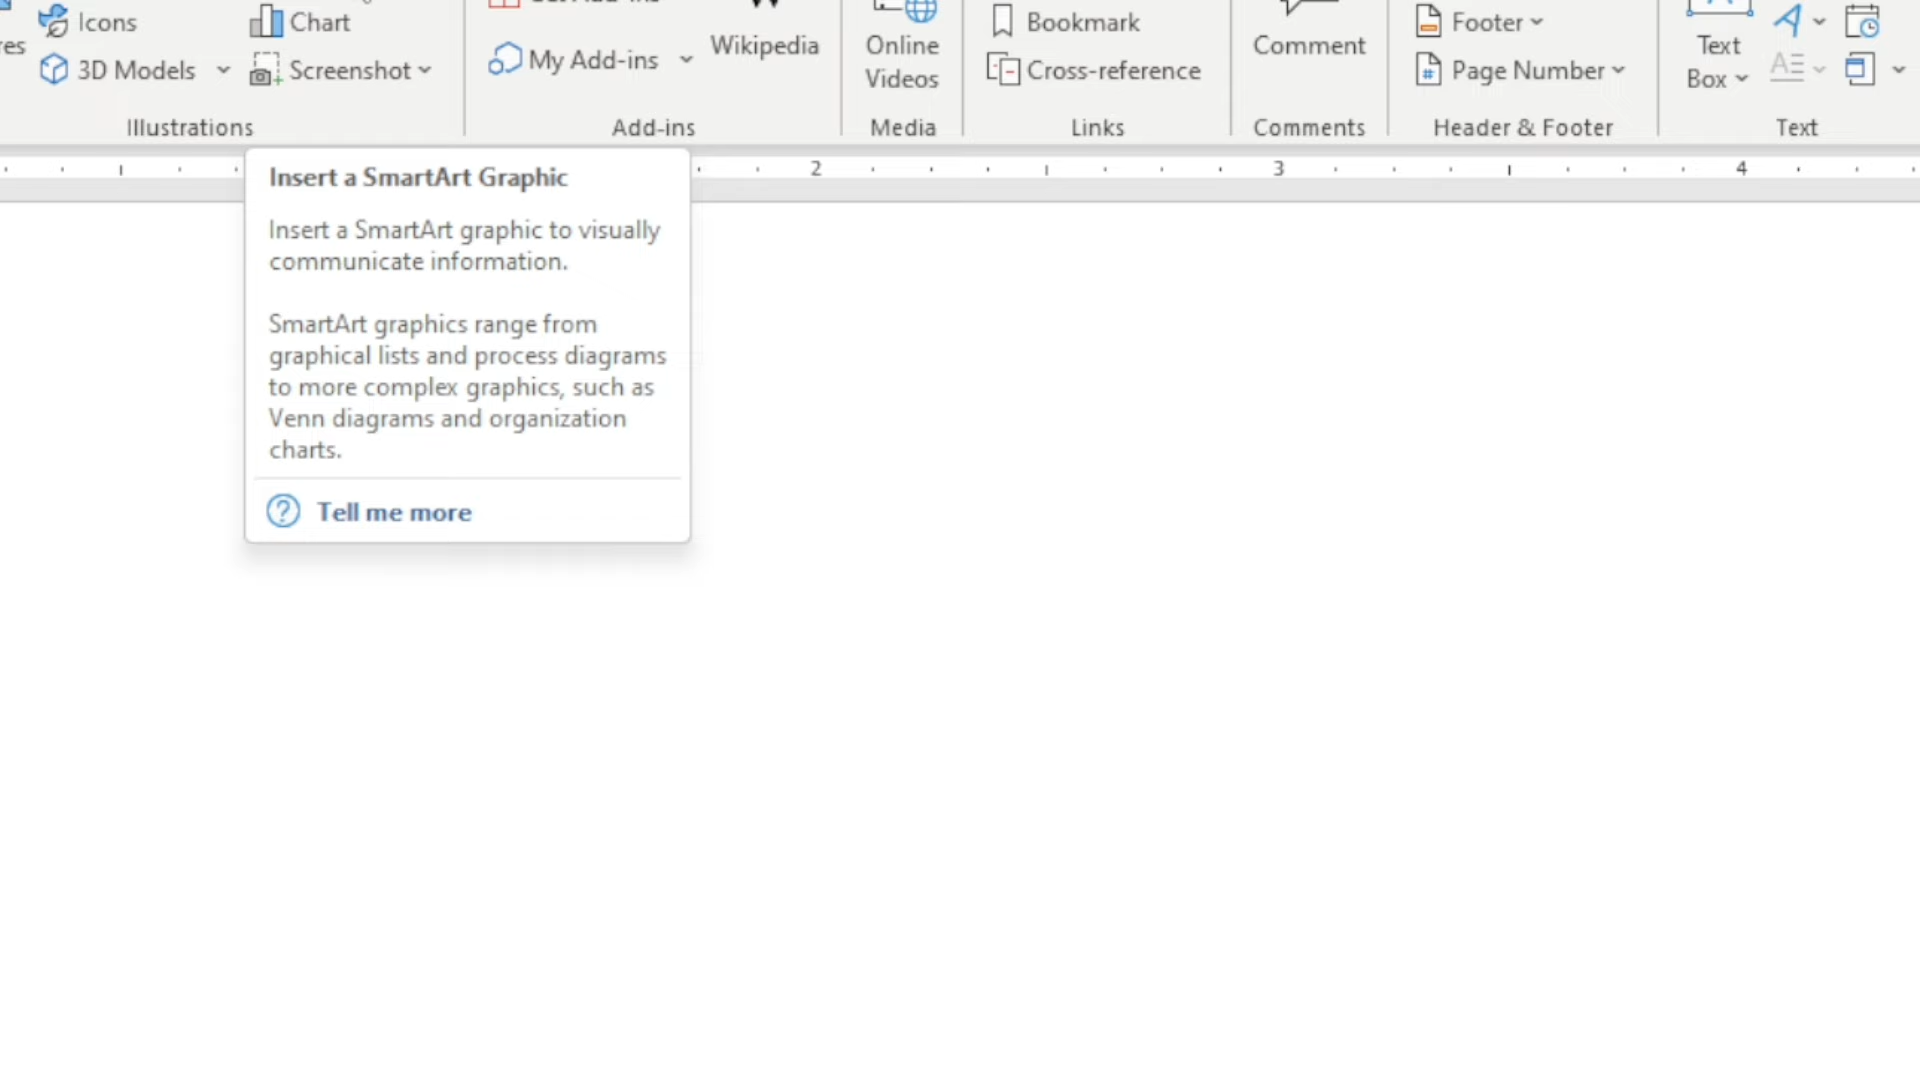 Icons
Chart
Wikipedia
Online
Videos
Bookmark
Comment
Footer
Text
Box
res
3D Models
Screenshot
My Add-ins
Cross-reference
Page Number
Illustrations
Add-ins
Media
Links
Comments
Header & Footer
Text
2
3
4
Insert a SmartArt Graphic
Insert a SmartArt graphic to visually
communicate information.
SmartArt graphics range from
graphical lists and process diagrams
to more complex graphics, such as
Venn diagrams and organization
charts.
Tell me more